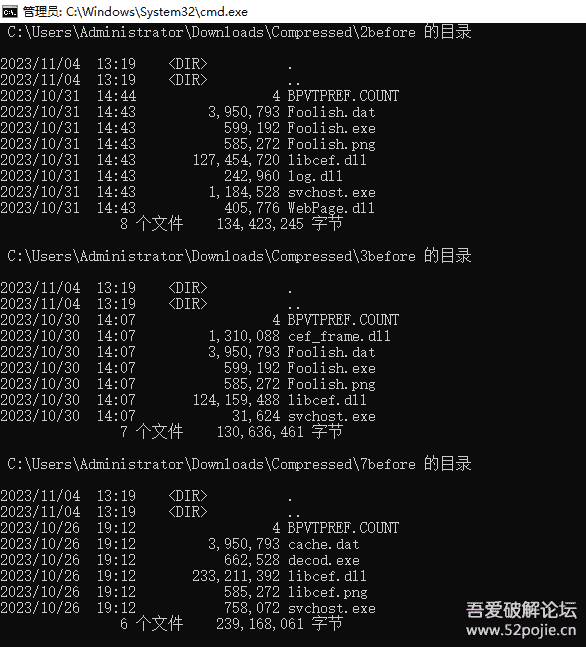 管理员: C:\Windows\System32\cmd.exe
C:\Users\Administrator\Downloads\Compressed\2before 的目录
2023/11/04  13:19    <DIR>          .
2023/11/04  13:19    <DIR>          ..
2023/10/31  14:44                 4 BPVTPREF.COUNT
2023/10/31  14:43         3,950,793 Foolish.dat
2023/10/31  14:43           599,192 Foolish.exe
2023/10/31  14:43           585,272 Foolish.png
2023/10/31  14:43       127,454,720 libcef.dll
2023/10/31  14:43           242,960 log.dll
2023/10/31  14:43         1,184,528 svchost.exe
2023/10/31  14:43           405,776 WebPage.dll
8 个文件    134,423,245 字节
C:\Users\Administrator\Downloads\Compressed\3before 的目录
2023/11/04  13:19    <DIR>          .
2023/11/04  13:19    <DIR>          ..
2023/10/30  14:07                 4 BPVTPREF.COUNT
2023/10/30  14:07         1,310,088 cef_frame.dll
2023/10/30  14:07         3,950,793 Foolish.dat
2023/10/30  14:07           599,192 Foolish.exe
2023/10/30  14:07           585,272 Foolish.png
2023/10/30  14:07       124,159,488 libcef.dll
2023/10/30  14:07            31,624 svchost.exe
7 个文件    130,636,461 字节
C:\Users\Administrator\Downloads\Compressed\7before 的目录
2023/11/04  13:19    <DIR>          .
2023/11/04  13:19    <DIR>          ..
2023/10/26  19:12                 4 BPVTPREF.COUNT
2023/10/26  19:12         3,950,793 cache.dat
2023/10/26  19:12           662,528 decod.exe
2023/10/26  19:12       233,211,392 libcef.dll
2023/10/26  19:12           585,272 libcef.png
2023/10/26  19:12           758,072 svchost.exe
6 个文件    239,168,061 字节
吾爱破解论坛
www.52pojie.cn